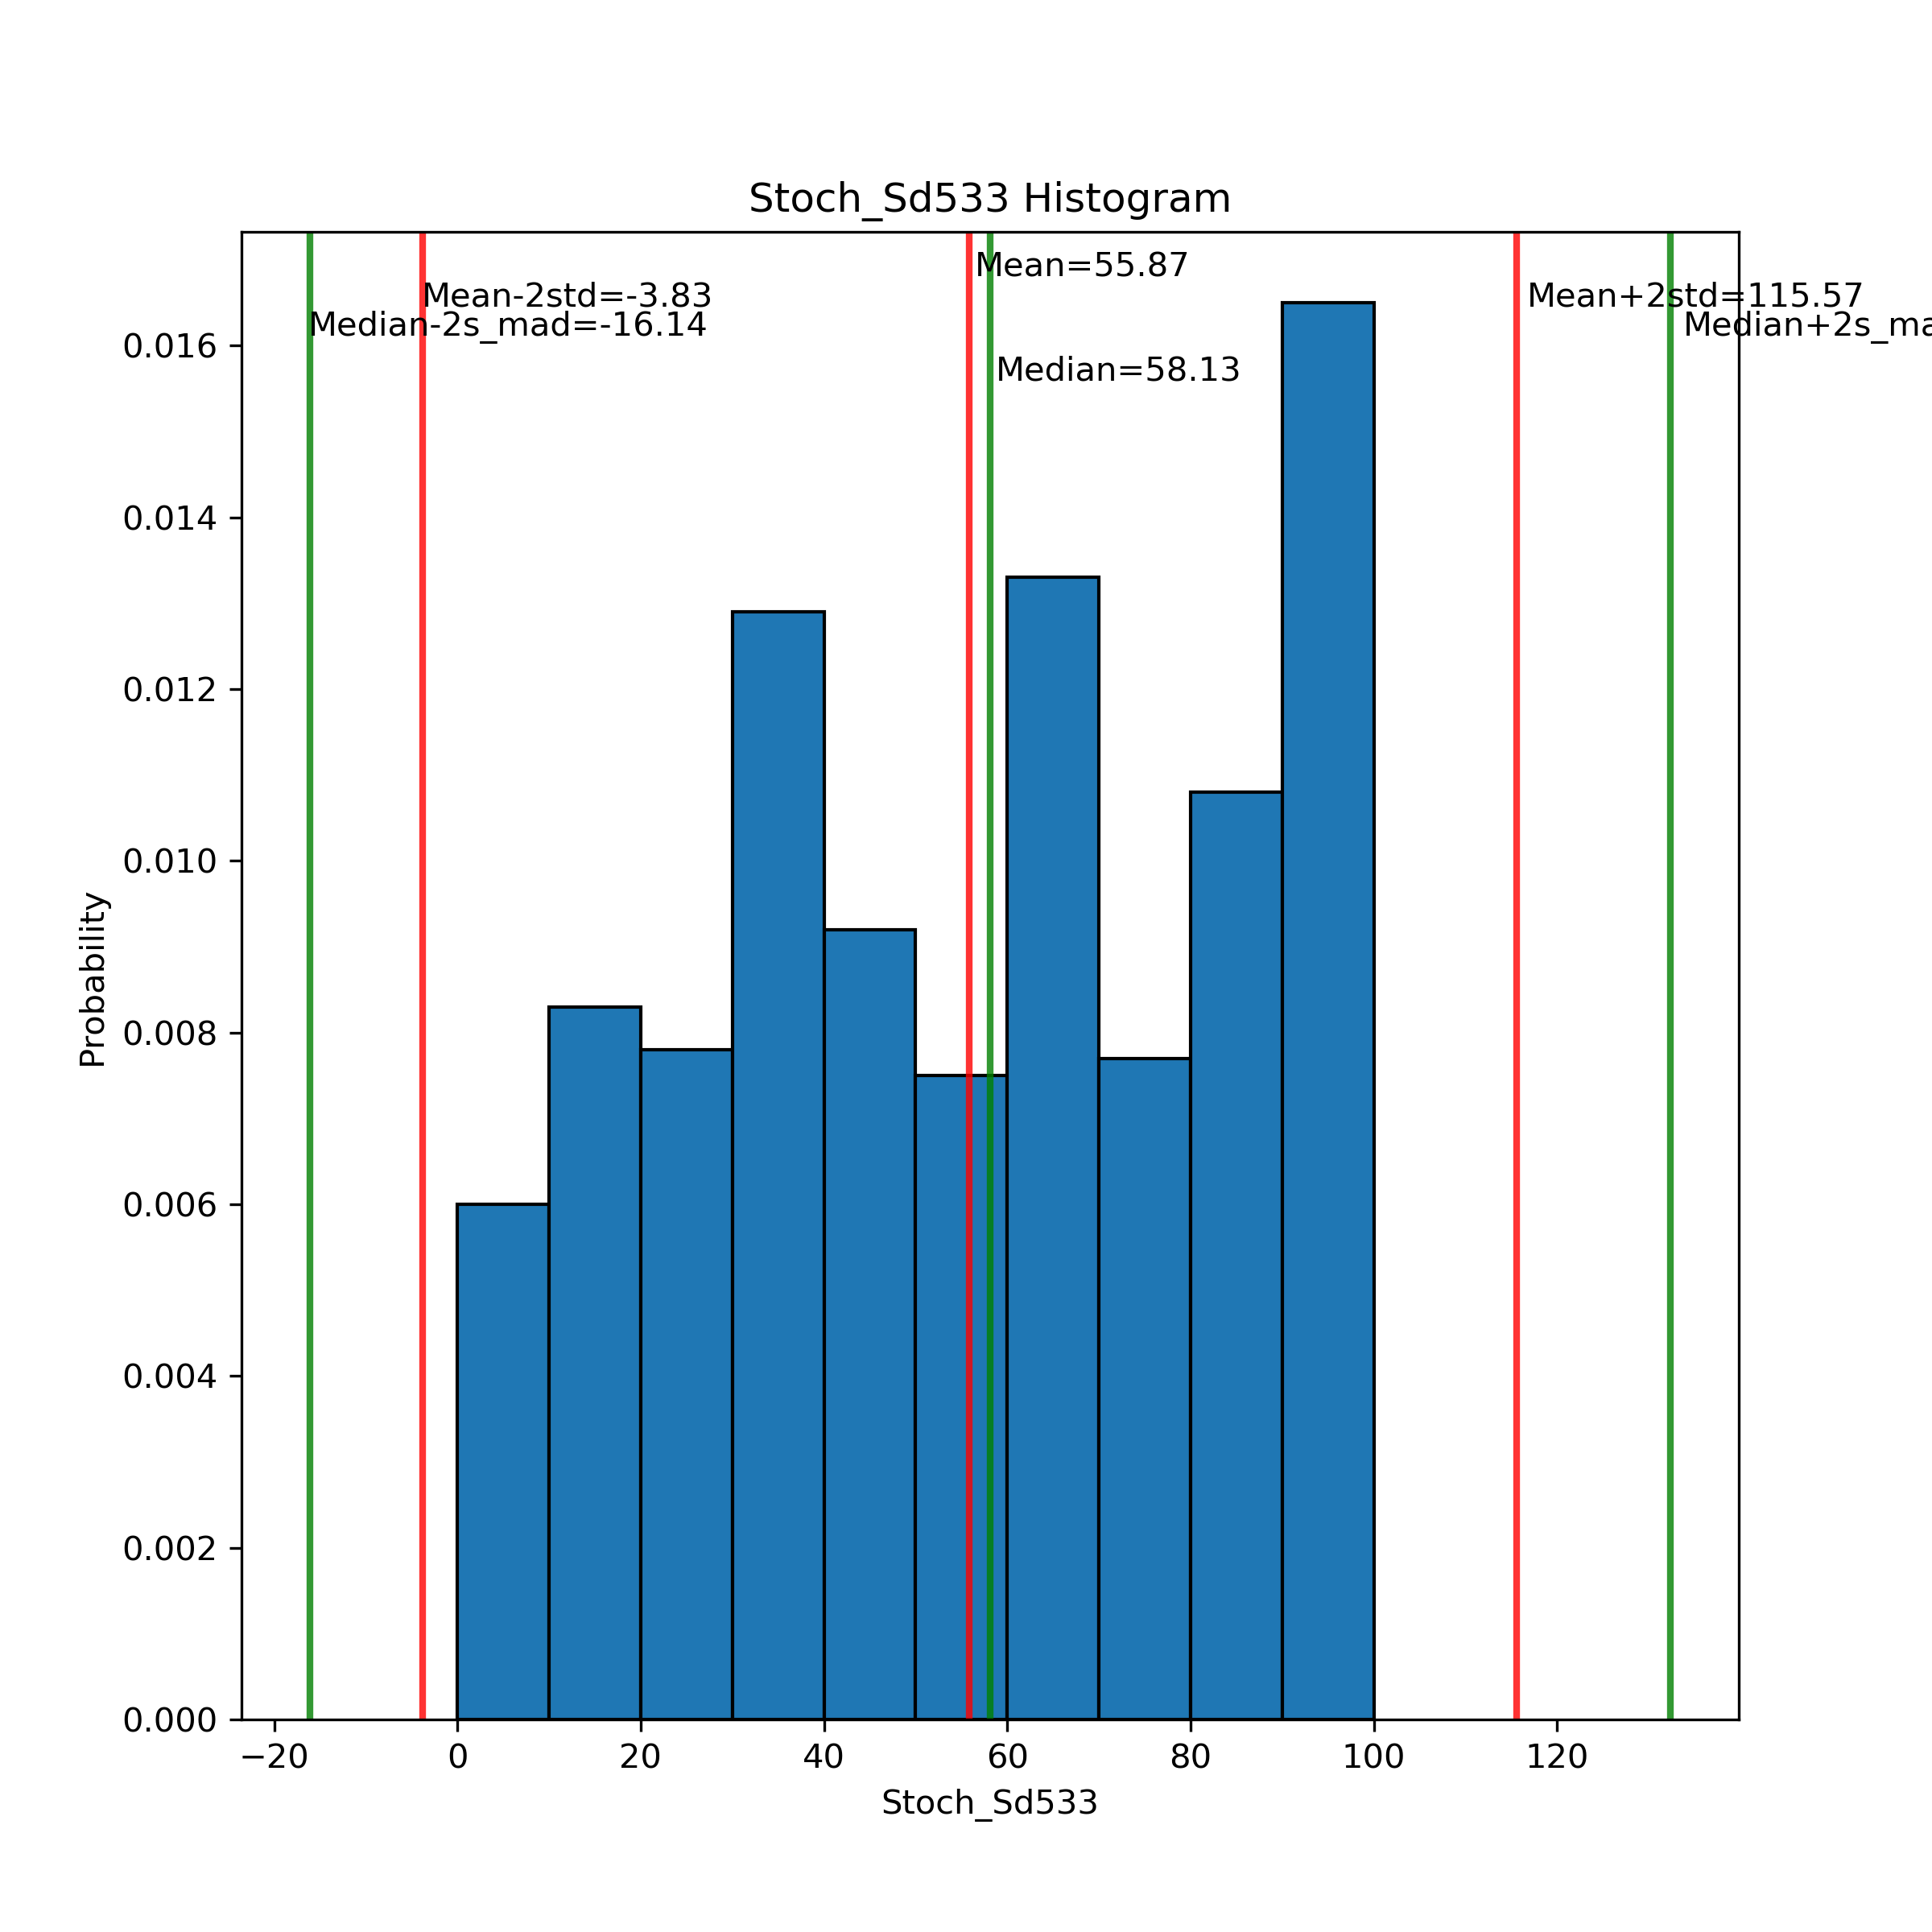 Stoch_Sd533 Histogram
Mean=55.87
Mean-2std=-3.83
Mean+2std=115.57
Median-2s_mad=-16.14
Median+2s_ma
Median=58.13
0.016
0.014
0.012
0.010
0.008
0.006
0.004
0.002
0.000
Probability
−20 0 20 40 60 80 100 120
Stoch_Sd533